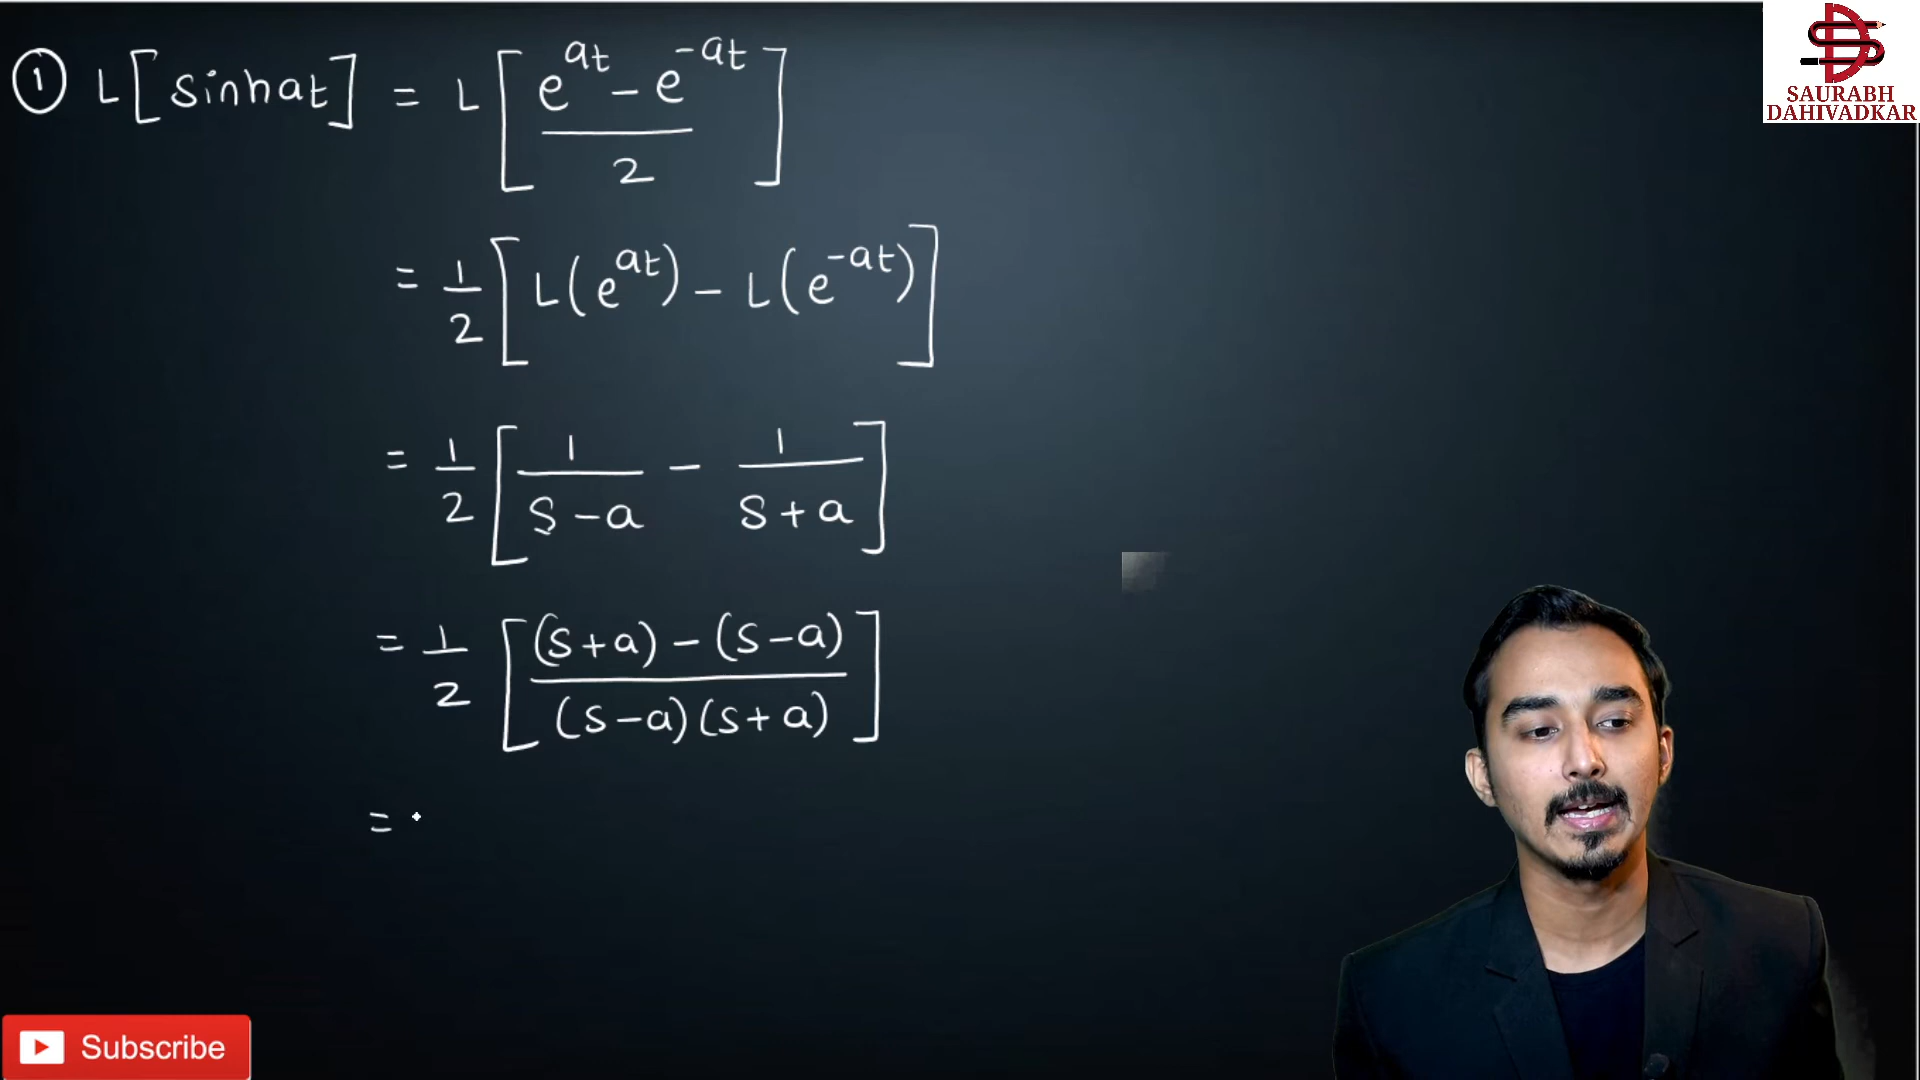 ① L[sinhat] = L[(e^at − e^-at)/2]
= 1/2 [L(e^at) − L(e^-at)]
= 1/2 [1/(S−a) − 1/(S+a)]
= 1/2 [((S+a) − (S−a))/((S−a)(S+a))]
=
SAURABH
DAHIVADKAR
Subscribe